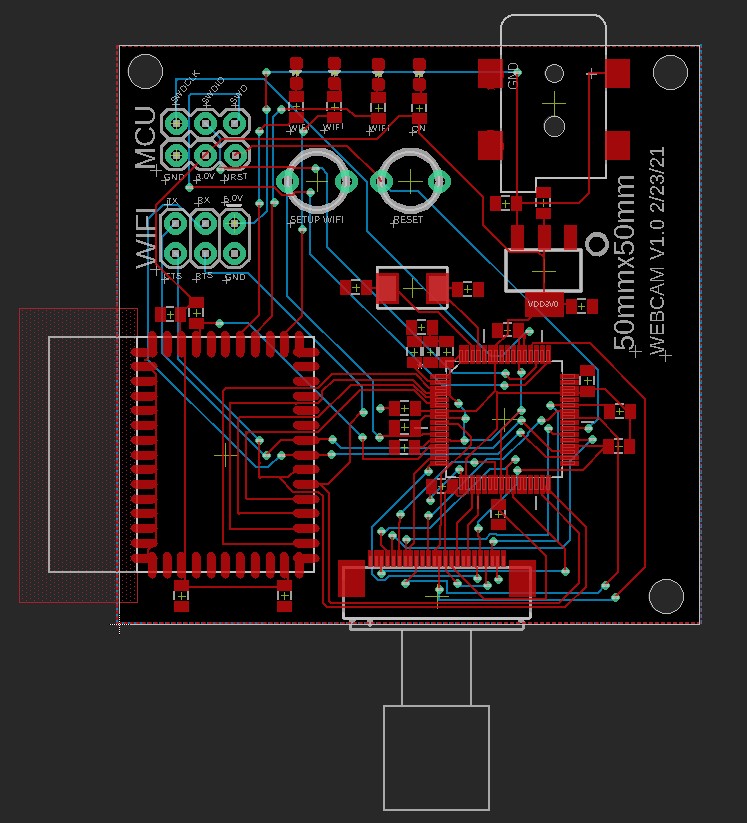 GND
SWDCLK
SWDIO
SWO
MCU
GND
3.0V
NRST
WIFI
WIFI
WIFI
ON
SETUP WIFI
RESET
WIFI
TX
RX
5.0V
CTS
RTS
GND
VDD3V0
50mmx50mm
WEBCAM V1.0 2/23/21